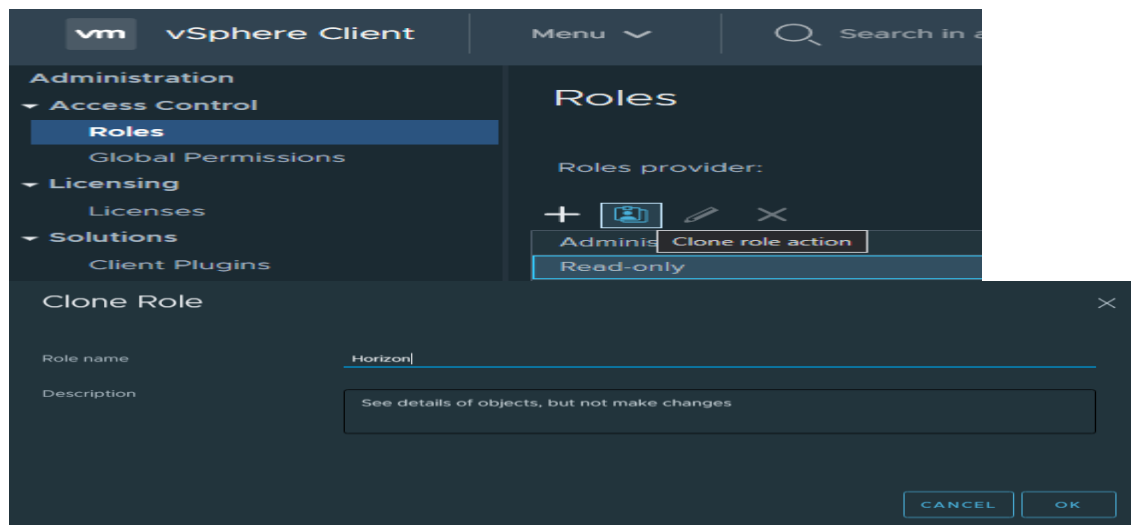 vm vSphere Client Menu Search in a
Administration
Access Control
Roles
Global Permissions
Licensing
Licenses
Solutions
Client Plugins
Roles
Roles provider:
Adminis Clone role action
Read-only
Clone Role
Role name Horizon
Description See details of objects, but not make changes
CANCEL OK